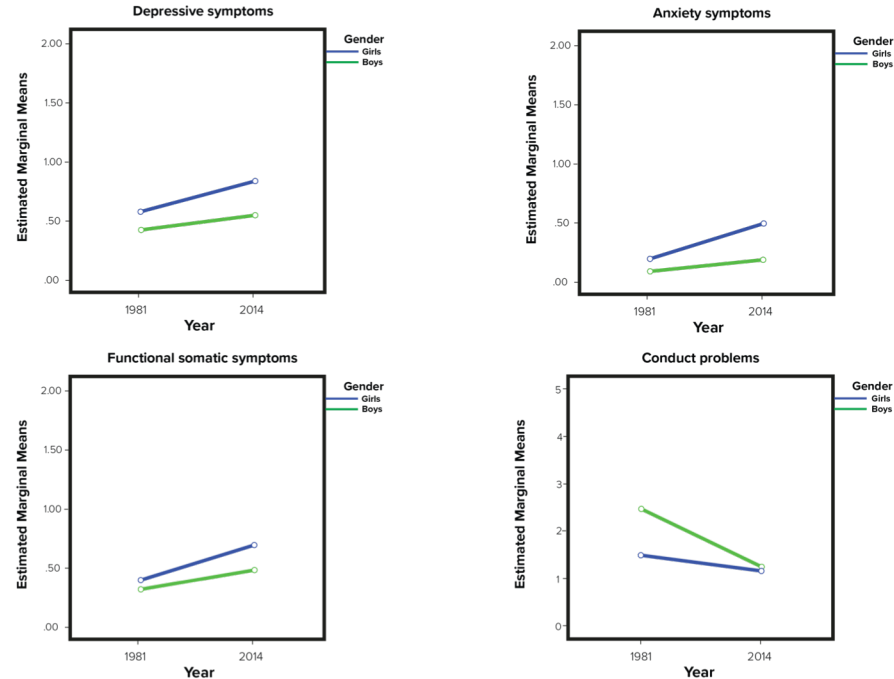 Depressive symptoms
Gender
Girls
Boys
Estimated Marginal Means
2.00
1.50
1.00
.50
.00
1981
2014
Year
Anxiety symptoms
Gender
Girls
Boys
Estimated Marginal Means
2.00
1.50
1.00
.50
.00
1981
2014
Year
Functional somatic symptoms
Gender
Girls
Boys
Estimated Marginal Means
2.00
1.50
1.00
.50
.00
1981
2014
Year
Conduct problems
Gender
Girls
Boys
Estimated Marginal Means
5
4
3
2
1
0
1981
2014
Year